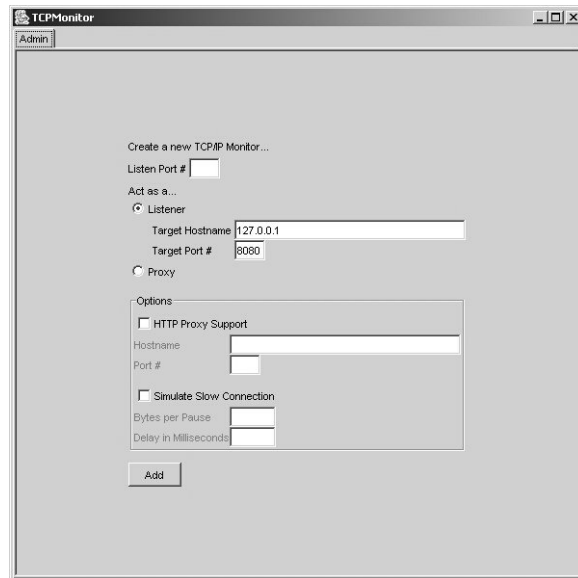 TCPMonitor
Admin
Create a new TCP/IP Monitor...
Listen Port #
Act as a...
Listener
Target Hostname 127.0.0.1
Target Port # 8080
Proxy
Options
HTTP Proxy Support
Hostname
Port #
Simulate Slow Connection
Bytes per Pause
Delay in Milliseconds
Add